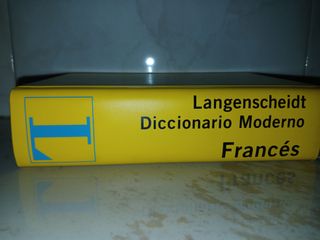 Langenscheidt
Diccionario Moderno
Francés